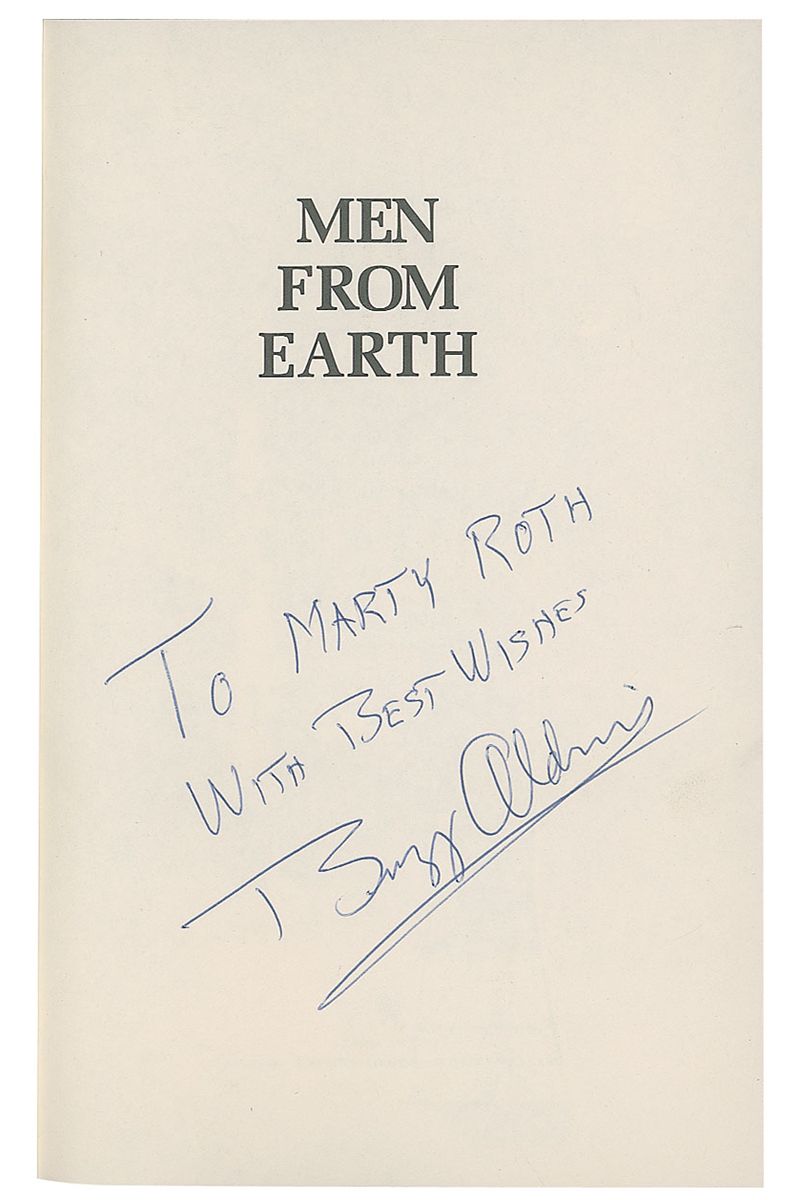 MEN
FROM
EARTH
To MARTY ROTH
WITH BEST WISHES
Buzz Aldrin